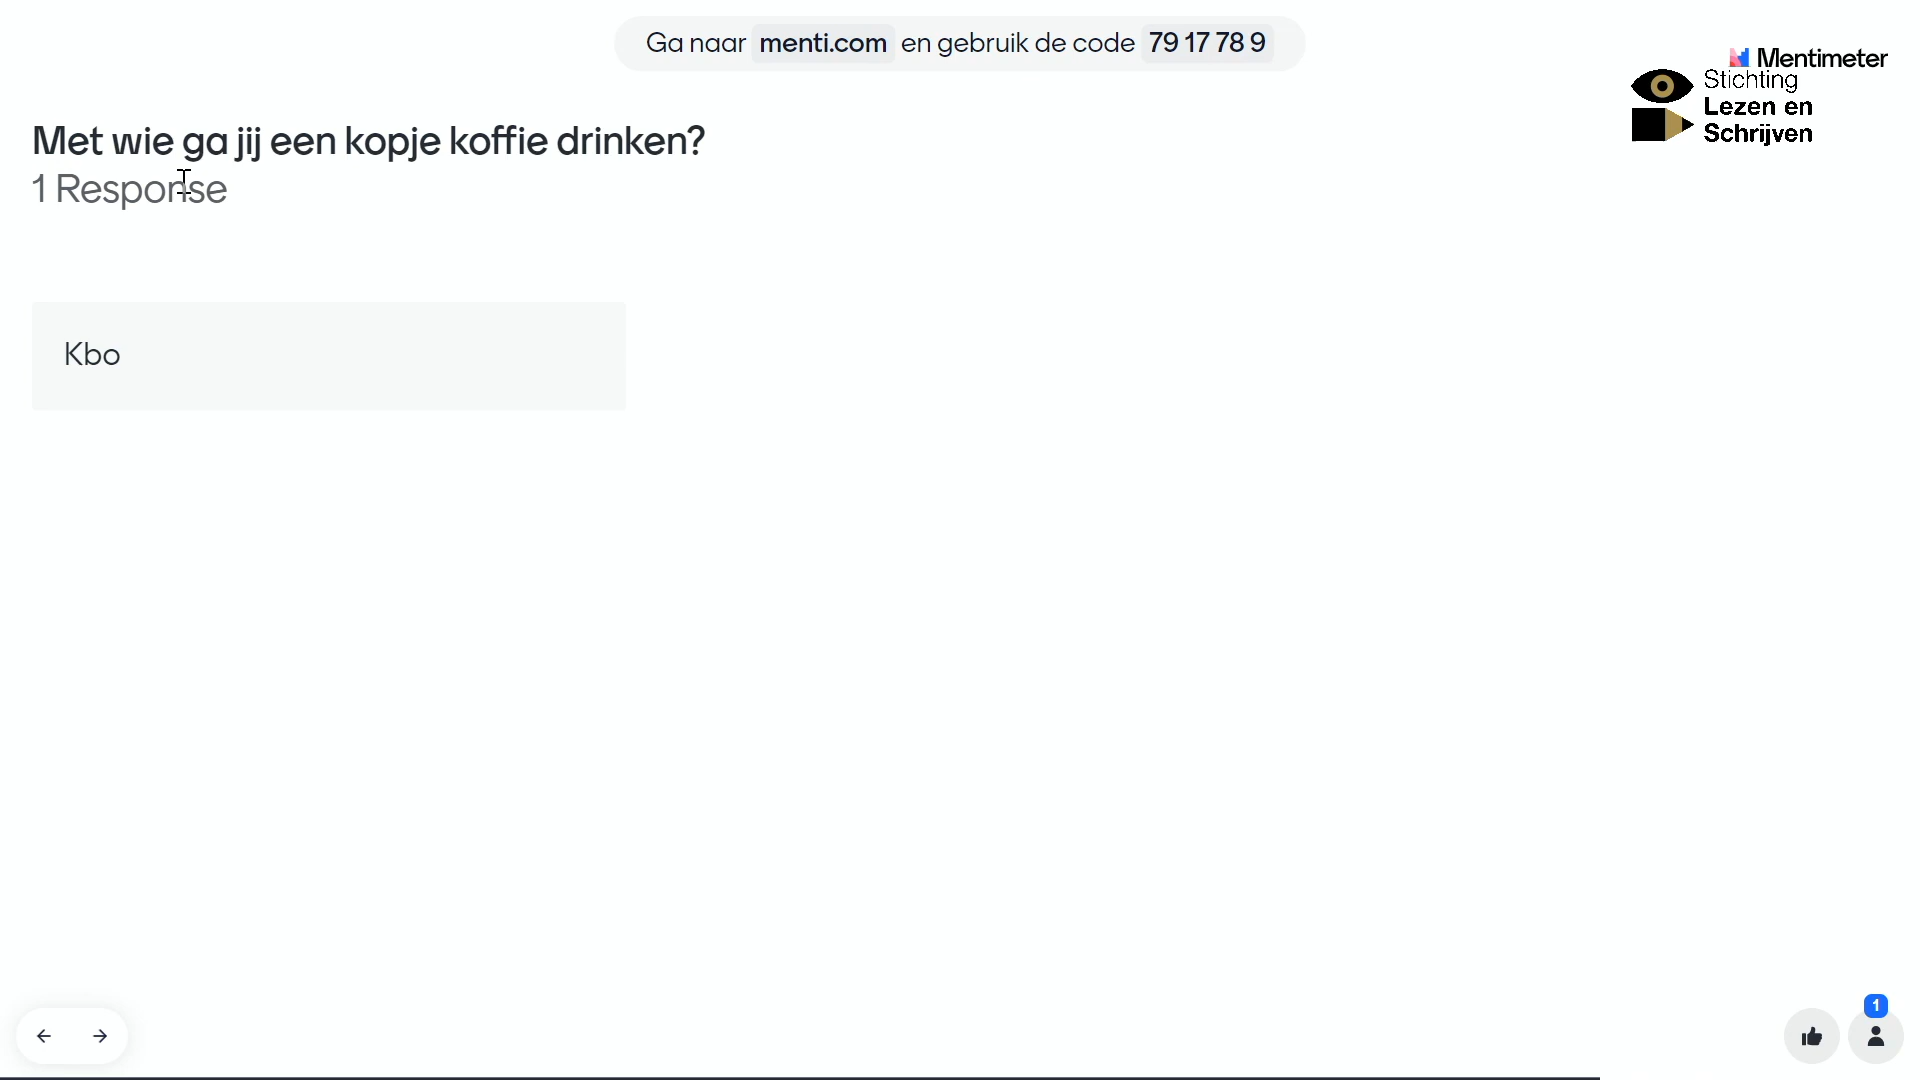 Ga naar menti.com en gebruik de code 79 17 78 9
Mentimeter
Stichting
Lezen en
Schrijven
Met wie ga jij een kopje koffie drinken?
1 Response
Kbo
1